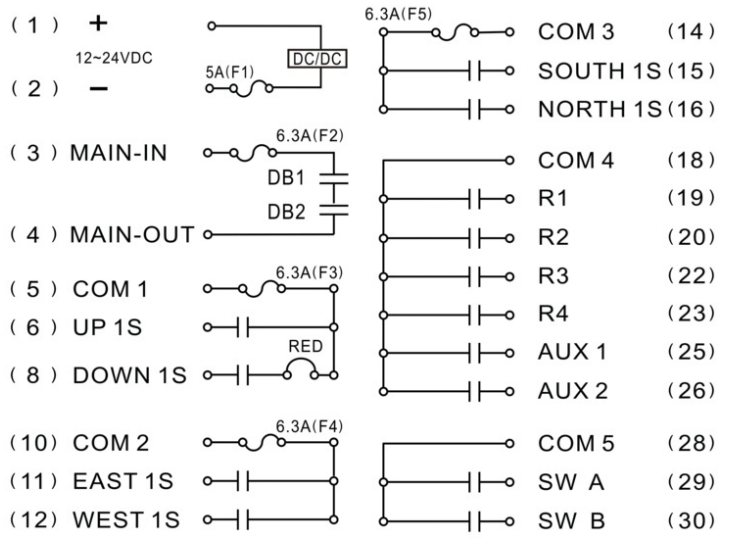 ( 1 ) +
12~24VDC
( 2 ) −
5A(F1)
DC/DC
( 3 ) MAIN-IN
6.3A(F2)
DB1
DB2
( 4 ) MAIN-OUT
( 5 ) COM 1
6.3A(F3)
( 6 ) UP 1S
RED
( 8 ) DOWN 1S
(10) COM 2
6.3A(F4)
(11) EAST 1S
(12) WEST 1S
6.3A(F5)
COM 3 (14)
SOUTH 1S (15)
NORTH 1S (16)
COM 4 (18)
R1 (19)
R2 (20)
R3 (22)
R4 (23)
AUX 1 (25)
AUX 2 (26)
COM 5 (28)
SW A (29)
SW B (30)